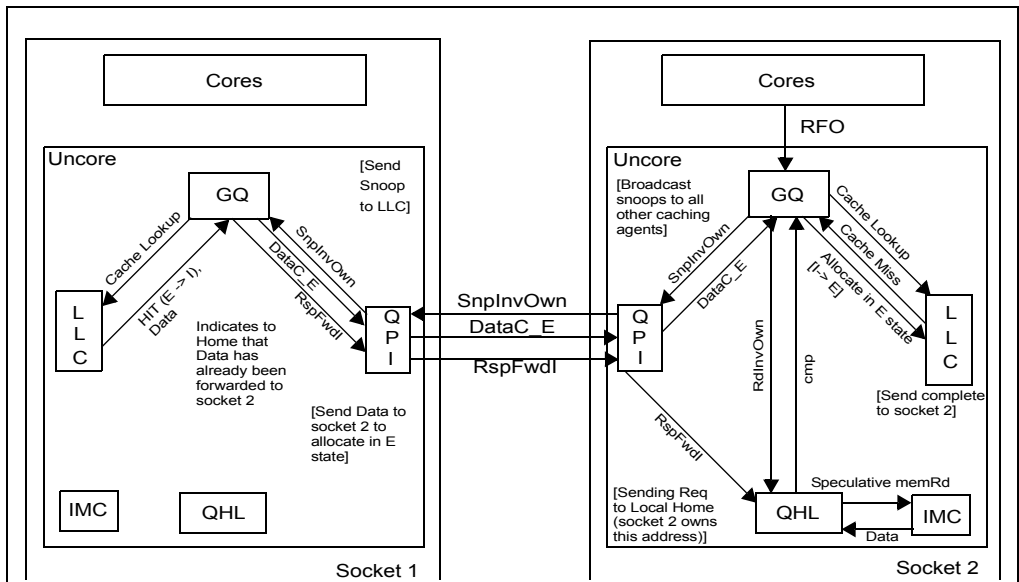 Cores
Uncore
[Send
Snoop
to LLC]
GQ
Cache Lookup
SnpInvOwn
DataC_E
RspFwdI
HIT (E -> I),
Data
L
L
C
Indicates to
Home that
Data has
already been
forwarded to
socket 2
Q
P
I
[Send Data to
socket 2 to
allocate in E
state]
IMC
QHL
Socket 1
SnpInvOwn
DataC_E
RspFwdI
Cores
RFO
Uncore
[Broadcast
snoops to all
other caching
agents]
GQ
Cache Lookup
Cache Miss
Allocate in E state
[I-> E]
SnpInvOwn
DataC_E
Q
P
I
RdInvOwn
cmp
L
L
C
[Send complete
to socket 2]
RspFwdI
Speculative memRd
[Sending Req
to Local Home
(socket 2 owns
this address)]
QHL
IMC
Data
Socket 2